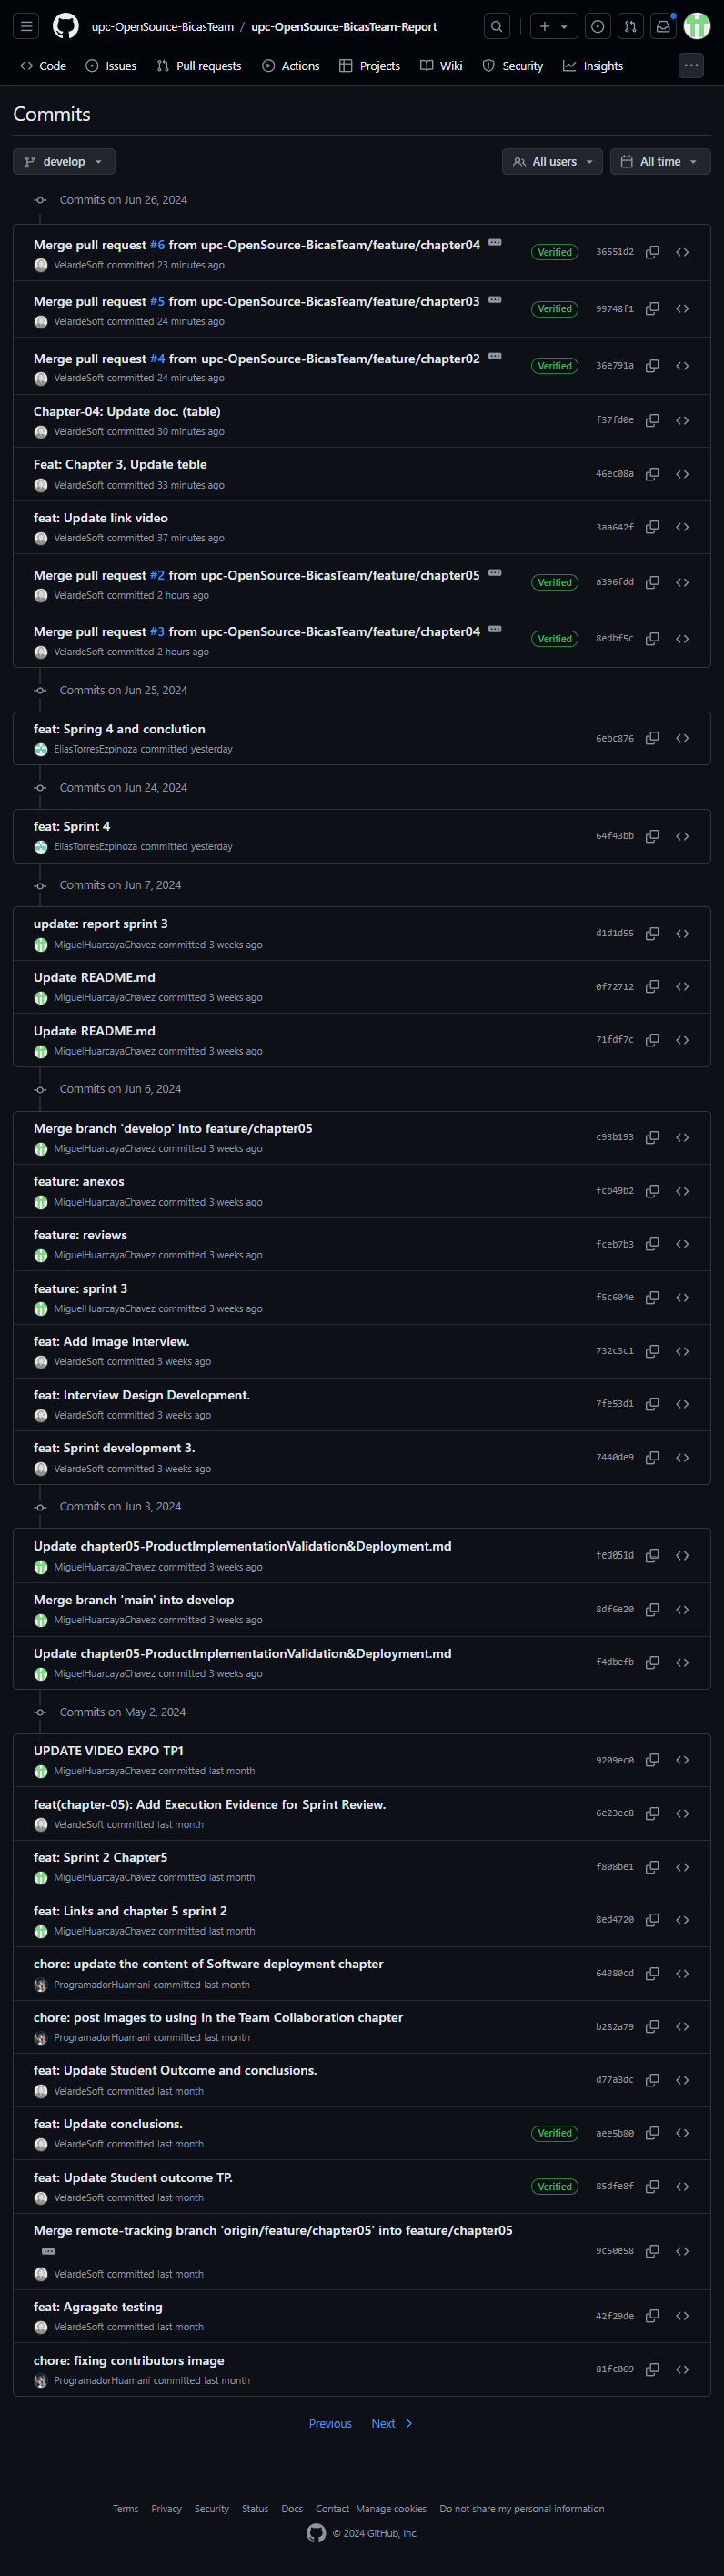 upc-OpenSource-BicasTeam / upc-OpenSource-BicasTeam-Report
Code Issues Pull requests Actions Projects Wiki Security Insights
Commits
develop All users All time
Commits on Jun 26, 2024
Merge pull request #6 from upc-OpenSource-BicasTeam/feature/chapter04
VelardeSoft committed 23 minutes ago
Verified 36551d2
Merge pull request #5 from upc-OpenSource-BicasTeam/feature/chapter03
VelardeSoft committed 24 minutes ago
Verified 99748f1
Merge pull request #4 from upc-OpenSource-BicasTeam/feature/chapter02
VelardeSoft committed 24 minutes ago
Verified 36e791a
Chapter-04: Update doc. (table)
VelardeSoft committed 30 minutes ago
f37fd0e
Feat: Chapter 3, Update teble
VelardeSoft committed 33 minutes ago
46ec08a
feat: Update link video
VelardeSoft committed 37 minutes ago
3aa642f
Merge pull request #2 from upc-OpenSource-BicasTeam/feature/chapter05
VelardeSoft committed 2 hours ago
Verified a396fdd
Merge pull request #3 from upc-OpenSource-BicasTeam/feature/chapter04
VelardeSoft committed 2 hours ago
Verified 8edbf5c
Commits on Jun 25, 2024
feat: Spring 4 and conclution
EliasTorresEzpinoza committed yesterday
6ebc876
Commits on Jun 24, 2024
feat: Sprint 4
EliasTorresEzpinoza committed yesterday
64f43bb
Commits on Jun 7, 2024
update: report sprint 3
MiguelHuarcayaChavez committed 3 weeks ago
d1d1d55
Update README.md
MiguelHuarcayaChavez committed 3 weeks ago
0f72712
Update README.md
MiguelHuarcayaChavez committed 3 weeks ago
71fdf7c
Commits on Jun 6, 2024
Merge branch 'develop' into feature/chapter05
MiguelHuarcayaChavez committed 3 weeks ago
c93b193
feature: anexos
MiguelHuarcayaChavez committed 3 weeks ago
fcb49b2
feature: reviews
MiguelHuarcayaChavez committed 3 weeks ago
fceb7b3
feature: sprint 3
MiguelHuarcayaChavez committed 3 weeks ago
f5c604e
feat: Add image interview.
VelardeSoft committed 3 weeks ago
732c3c1
feat: Interview Design Development.
VelardeSoft committed 3 weeks ago
7fe53d1
feat: Sprint development 3.
VelardeSoft committed 3 weeks ago
7440de9
Commits on Jun 3, 2024
Update chapter05-ProductImplementationValidation&Deployment.md
MiguelHuarcayaChavez committed 3 weeks ago
fed051d
Merge branch 'main' into develop
MiguelHuarcayaChavez committed 3 weeks ago
8df6e20
Update chapter05-ProductImplementationValidation&Deployment.md
MiguelHuarcayaChavez committed 3 weeks ago
f4dbefb
Commits on May 2, 2024
UPDATE VIDEO EXPO TP1
MiguelHuarcayaChavez committed last month
9209ec0
feat(chapter-05): Add Execution Evidence for Sprint Review.
VelardeSoft committed last month
6e23ec8
feat: Sprint 2 Chapter5
MiguelHuarcayaChavez committed last month
f808be1
feat: Links and chapter 5 sprint 2
MiguelHuarcayaChavez committed last month
8ed4720
chore: update the content of Software deployment chapter
ProgramadorHuamani committed last month
64380cd
chore: post images to using in the Team Collaboration chapter
ProgramadorHuamani committed last month
b282a79
feat: Update Student Outcome and conclusions.
VelardeSoft committed last month
d77a3dc
feat: Update conclusions.
VelardeSoft committed last month
Verified aee5b80
feat: Update Student outcome TP.
VelardeSoft committed last month
Verified 85dfe8f
Merge remote-tracking branch 'origin/feature/chapter05' into feature/chapter05
VelardeSoft committed last month
9c50e58
feat: Agragate testing
VelardeSoft committed last month
42f29de
chore: fixing contributors image
ProgramadorHuamani committed last month
81fc069
Previous Next
Terms Privacy Security Status Docs Contact Manage cookies Do not share my personal information
© 2024 GitHub, Inc.